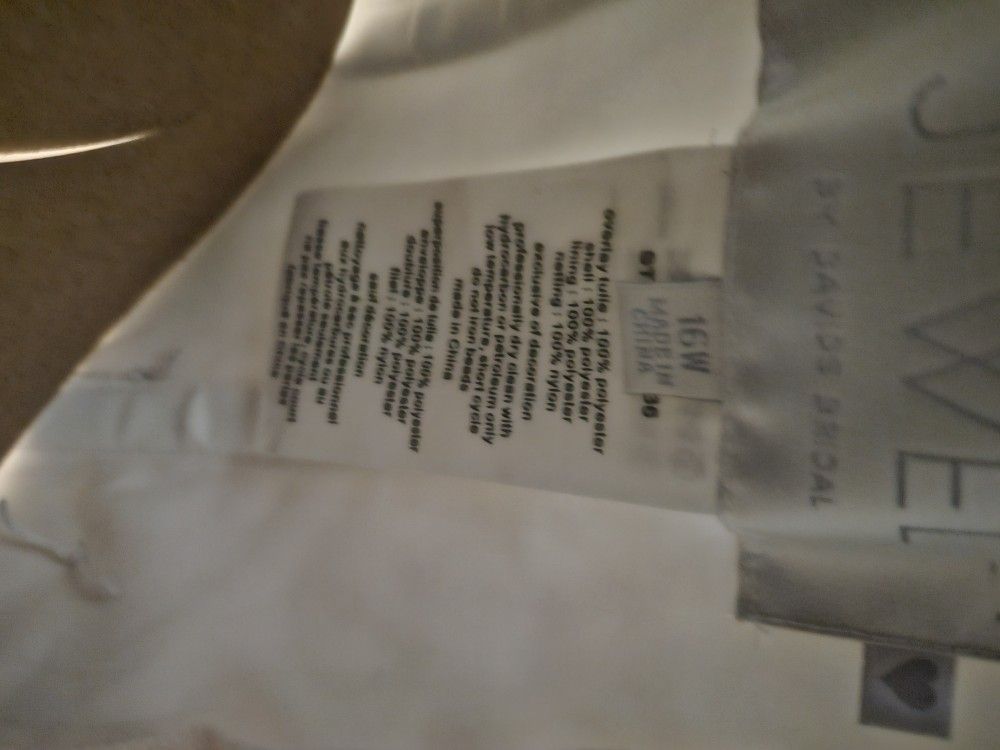 JEWEL
BY DAVID'S BRIDAL
16W
MADE IN
CHINA
ST
36
overlay tulle : 100% polyester
shell : 100% polyester
lining : 100% polyester
netting : 100% nylon
exclusive of decoration
professionally dry clean with
hydrocarbon or petroleum only
low temperature, short cycle
do not iron beads
made in China
superposition de tulle : 100% polyester
enveloppe : 100% polyester
doublure : 100% polyester
filet : 100% nylon
sauf décoration
nettoyage à sec professionnel
aux hydrocarbures ou au
pétrole seulement
basse température, cycle court
ne pas repasser les perles
fabriqué en Chine